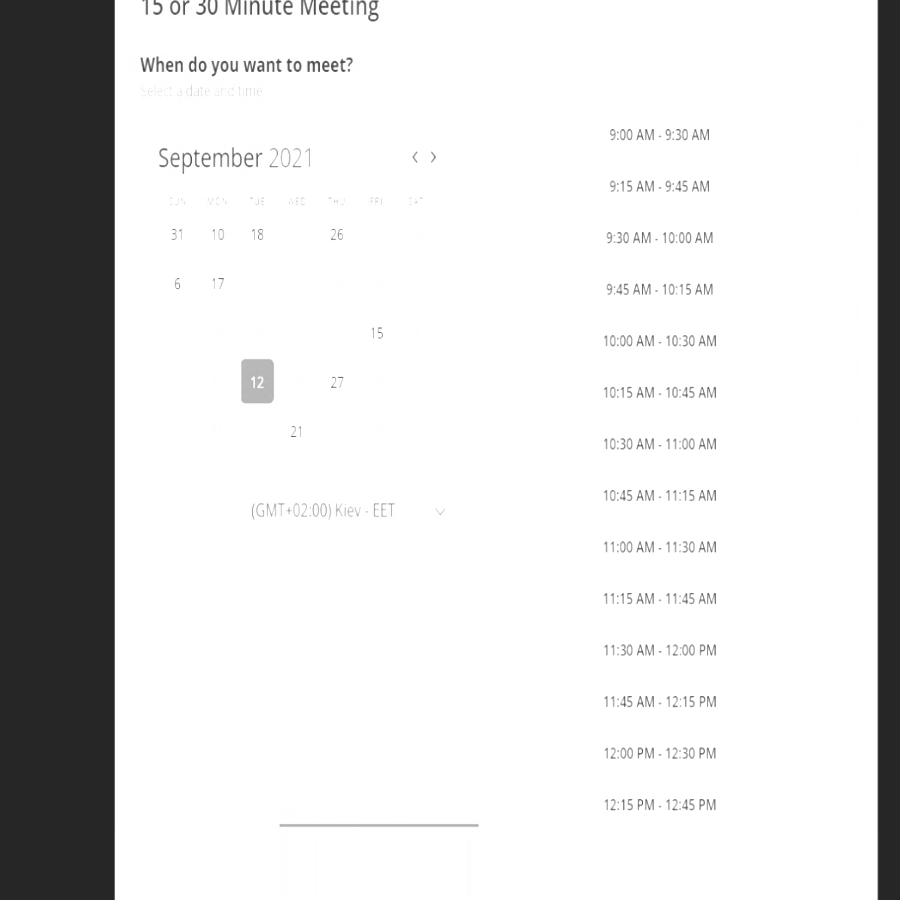 15 or 30 Minute Meeting
When do you want to meet?
Select a date and time
September 2021
SUN MON TUE WED THU FRI SAT
31 10 18 26
6 17
15
12 27
21
(GMT+02:00) Kiev - EET
9:00 AM - 9:30 AM
9:15 AM - 9:45 AM
9:30 AM - 10:00 AM
9:45 AM - 10:15 AM
10:00 AM - 10:30 AM
10:15 AM - 10:45 AM
10:30 AM - 11:00 AM
10:45 AM - 11:15 AM
11:00 AM - 11:30 AM
11:15 AM - 11:45 AM
11:30 AM - 12:00 PM
11:45 AM - 12:15 PM
12:00 PM - 12:30 PM
12:15 PM - 12:45 PM